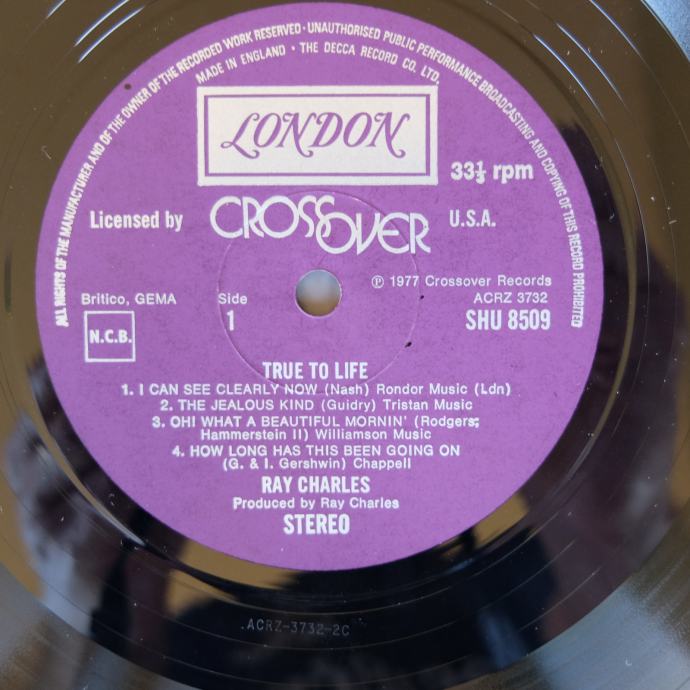 ALL RIGHTS OF THE MANUFACTURER AND OF THE OWNER OF THE RECORDED WORK RESERVED · UNAUTHORISED PUBLIC PERFORMANCE BROADCASTING AND COPYING OF THIS RECORD PROHIBITED
MADE IN ENGLAND · THE DECCA RECORD CO. LTD.
LONDON
33⅓ rpm
Licensed by CROSSOVER U.S.A.
℗ 1977 Crossover Records
Britico, GEMA Side ACRZ 3732
N.C.B. 1 SHU 8509
TRUE TO LIFE
1. I CAN SEE CLEARLY NOW (Nash) Rondor Music (Ldn)
2. THE JEALOUS KIND (Guidry) Tristan Music
3. OH! WHAT A BEAUTIFUL MORNIN' (Rodgers;
Hammerstein II) Williamson Music
4. HOW LONG HAS THIS BEEN GOING ON
(G. & I. Gershwin) Chappell
RAY CHARLES
Produced by Ray Charles
STEREO
ACRZ-3732-2C